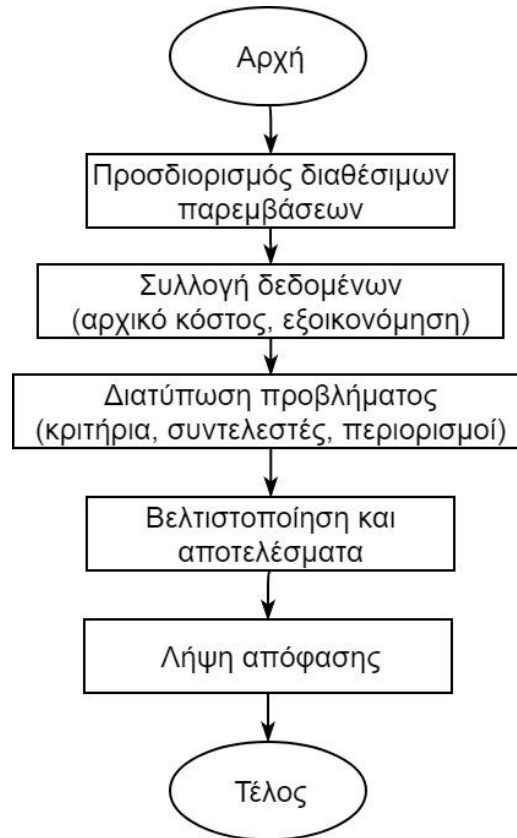 Αρχή
Προσδιορισμός διαθέσιμων
παρεμβάσεων
Συλλογή δεδομένων
(αρχικό κόστος, εξοικονόμηση)
Διατύπωση προβλήματος
(κριτήρια, συντελεστές, περιορισμοί)
Βελτιστοποίηση και
αποτελέσματα
Λήψη απόφασης
Τέλος